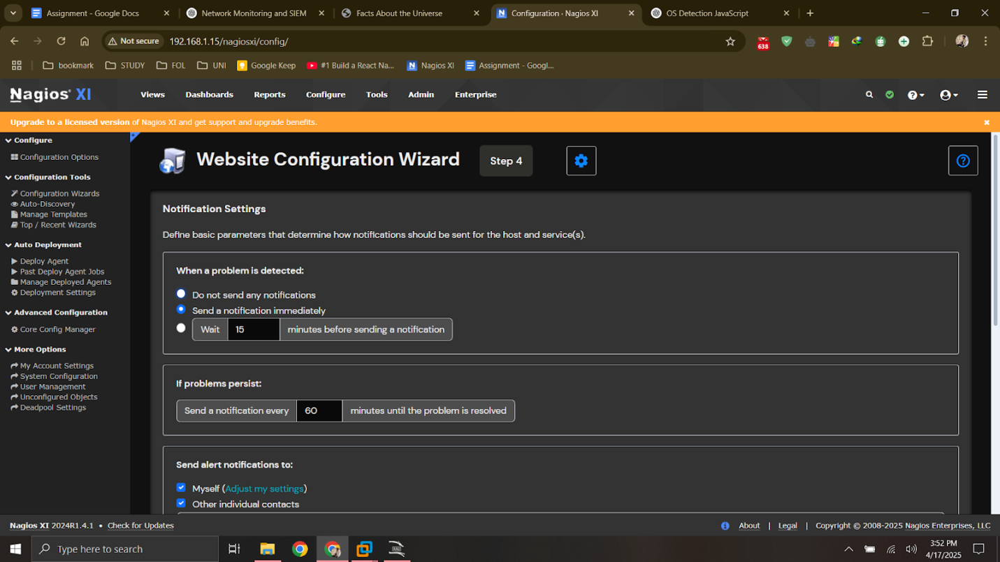 Assignment - Google Docs
Network Monitoring and SIEM
Facts About the Universe
Configuration · Nagios XI
OS Detection JavaScript
Not secure 192.168.1.15/nagiosxi/config/
638
bookmark STUDY FOL UNI Google Keep #1 Build a React Na... Nagios XI Assignment - Googl...
Nagios® XI Views Dashboards Reports Configure Tools Admin Enterprise
Upgrade to a licensed version of Nagios XI and get support and upgrade benefits.
Configure
Configuration Options
Configuration Tools
Configuration Wizards
Auto-Discovery
Manage Templates
Top / Recent Wizards
Auto Deployment
Deploy Agent
Past Deploy Agent Jobs
Manage Deployed Agents
Deployment Settings
Advanced Configuration
Core Config Manager
More Options
My Account Settings
System Configuration
User Management
Unconfigured Objects
Deadpool Settings
Website Configuration Wizard Step 4
Notification Settings
Define basic parameters that determine how notifications should be sent for the host and service(s).
When a problem is detected:
Do not send any notifications
Send a notification immediately
Wait 15 minutes before sending a notification
If problems persist:
Send a notification every 60 minutes until the problem is resolved
Send alert notifications to:
Myself (Adjust my settings)
Other individual contacts
Nagios XI 2024R1.4.1 • Check for Updates
About | Legal | Copyright © 2008-2025 Nagios Enterprises, LLC
Type here to search
3:52 PM
4/17/2025